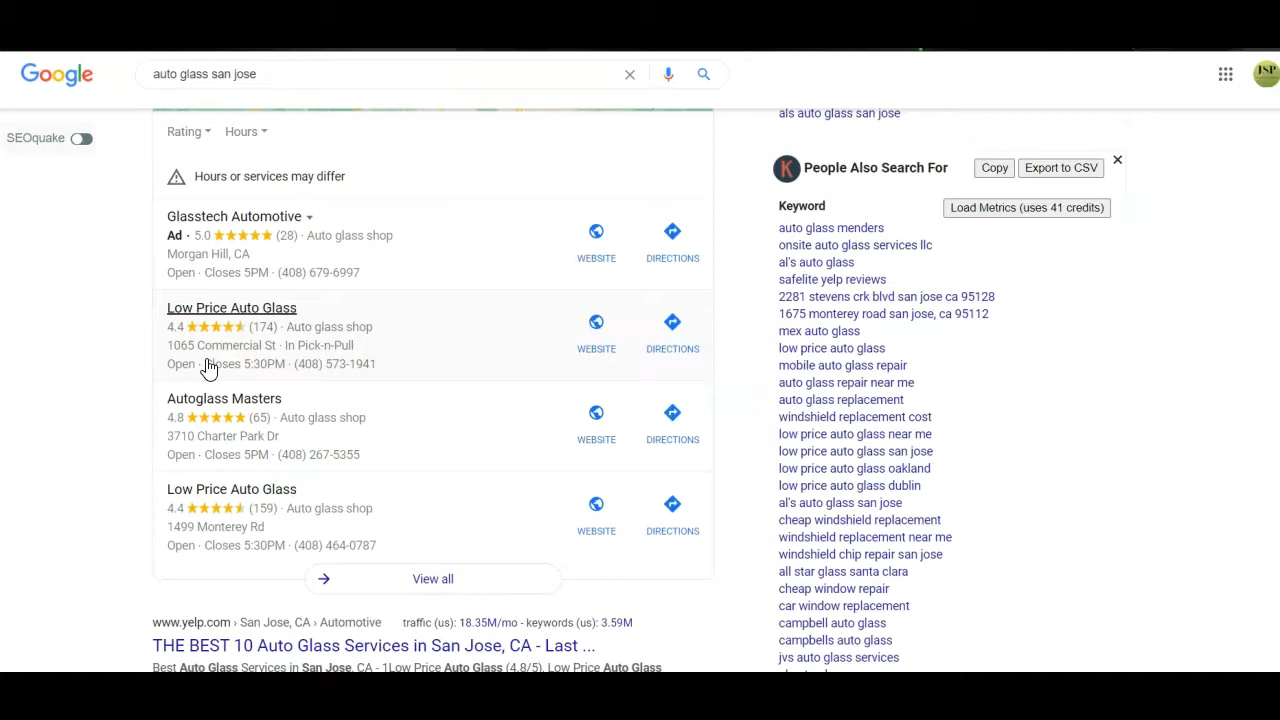 Google
auto glass san jose
JSP
SEOquake
Rating
Hours
Hours or services may differ
Glasstech Automotive
Ad · 5.0 (28) · Auto glass shop
Morgan Hill, CA
Open · Closes 5PM · (408) 679-6997
WEBSITE
DIRECTIONS
Low Price Auto Glass
4.4 (174) · Auto glass shop
1065 Commercial St · In Pick-n-Pull
Open · Closes 5:30PM · (408) 573-1941
WEBSITE
DIRECTIONS
Autoglass Masters
4.8 (65) · Auto glass shop
3710 Charter Park Dr
Open · Closes 5PM · (408) 267-5355
WEBSITE
DIRECTIONS
Low Price Auto Glass
4.4 (159) · Auto glass shop
1499 Monterey Rd
Open · Closes 5:30PM · (408) 464-0787
WEBSITE
DIRECTIONS
View all
www.yelp.com › San Jose, CA › Automotive traffic (us): 18.35M/mo - keywords (us): 3.59M
THE BEST 10 Auto Glass Services in San Jose, CA - Last ...
Best Auto Glass Services in San Jose, CA - 1Low Price Auto Glass (4.8/5), Low Price Auto Glass
als auto glass san jose
K People Also Search For
Copy
Export to CSV
Keyword
Load Metrics (uses 41 credits)
auto glass menders
onsite auto glass services llc
al's auto glass
safelite yelp reviews
2281 stevens crk blvd san jose ca 95128
1675 monterey road san jose, ca 95112
mex auto glass
low price auto glass
mobile auto glass repair
auto glass repair near me
auto glass replacement
windshield replacement cost
low price auto glass near me
low price auto glass san jose
low price auto glass oakland
low price auto glass dublin
al's auto glass san jose
cheap windshield replacement
windshield replacement near me
windshield chip repair san jose
all star glass santa clara
cheap window repair
car window replacement
campbell auto glass
campbells auto glass
jvs auto glass services